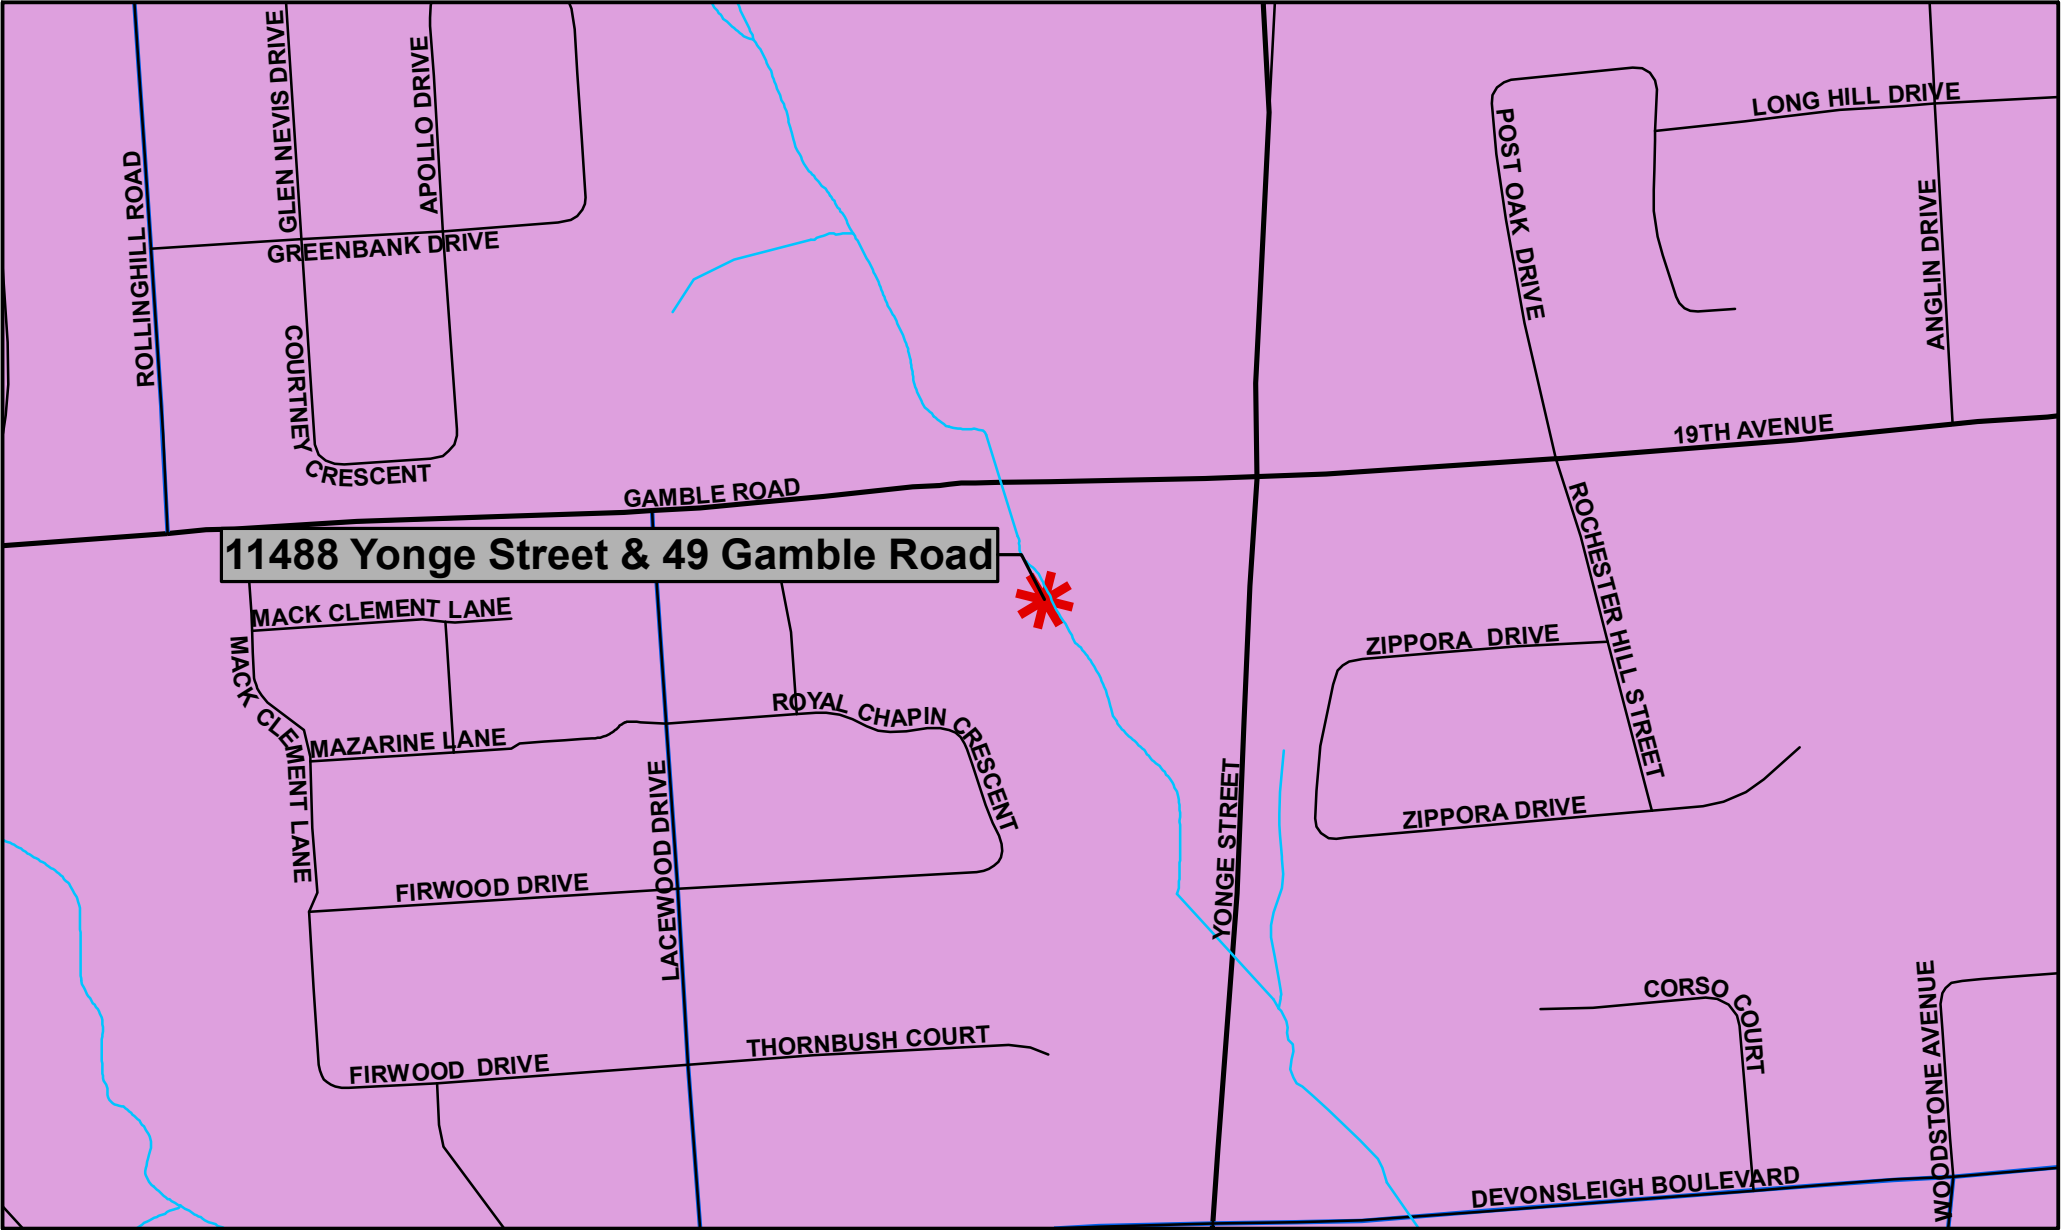 ROLLINGHILL ROAD
GLEN NEVIS DRIVE
APOLLO DRIVE
GREENBANK DRIVE
COURTNEY CRESCENT
POST OAK DRIVE
LONG HILL DRIVE
ANGLIN DRIVE
19TH AVENUE
GAMBLE ROAD
11488 Yonge Street & 49 Gamble Road
MACK CLEMENT LANE
MACK CLEMENT LANE
MAZARINE LANE
ROYAL CHAPIN CRESCENT
ROCHESTER HILL STREET
ZIPPORA DRIVE
ZIPPORA DRIVE
LACEWOOD DRIVE
YONGE STREET
FIRWOOD DRIVE
FIRWOOD DRIVE
THORNBUSH COURT
CORSO COURT
WOODSTONE AVENUE
DEVONSLEIGH BOULEVARD